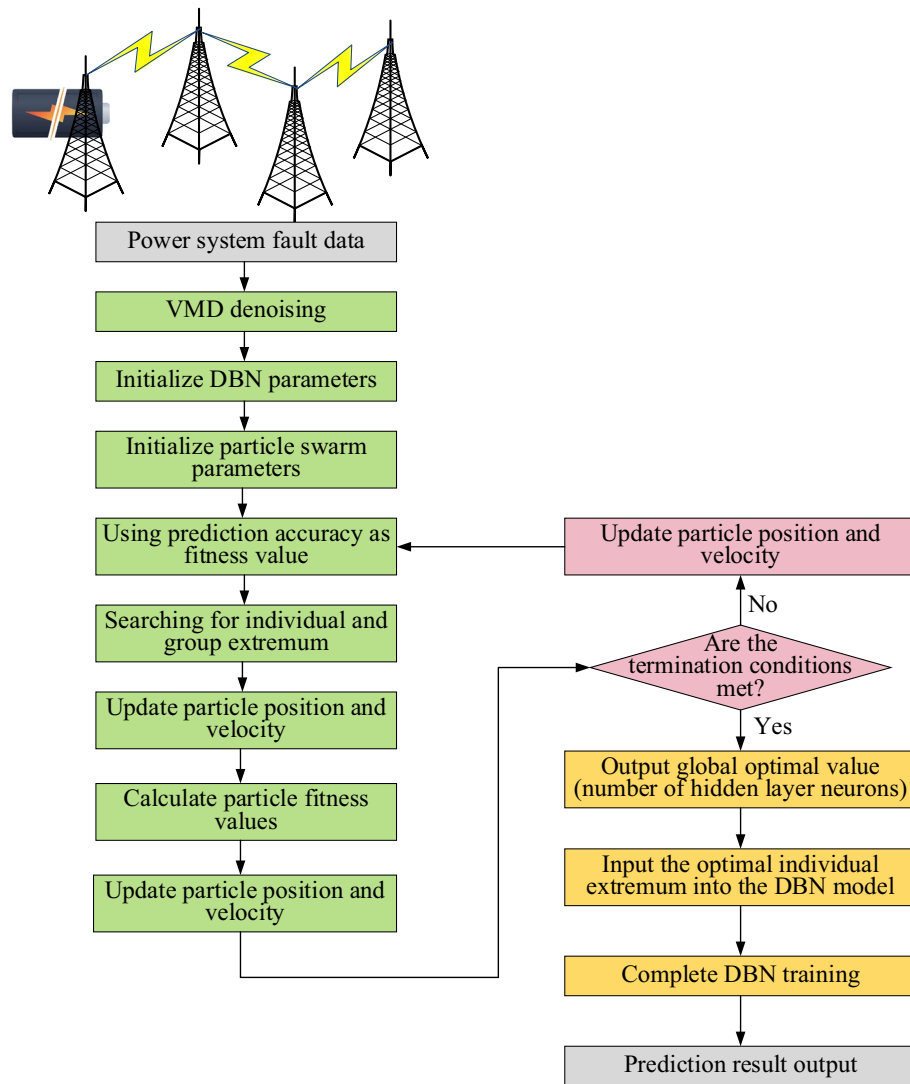 Power system fault data
VMD denoising
Initialize DBN parameters
Initialize particle swarm
parameters
Using prediction accuracy as
fitness value
Searching for individual and
group extremum
Update particle position and
velocity
Calculate particle fitness
values
Update particle position and
velocity
Update particle position and
velocity
No
Are the
termination conditions
met?
Yes
Output global optimal value
(number of hidden layer neurons)
Input the optimal individual
extremum into the DBN model
Complete DBN training
Prediction result output